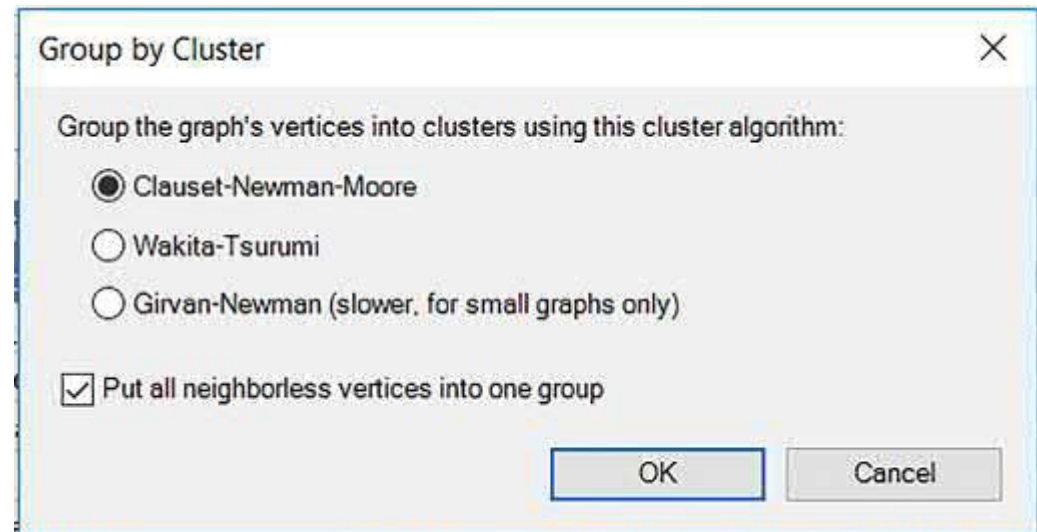 Group by Cluster
Group the graph's vertices into clusters using this cluster algorithm:
Clauset-Newman-Moore
Wakita-Tsurumi
Girvan-Newman (slower, for small graphs only)
Put all neighborless vertices into one group
OK Cancel